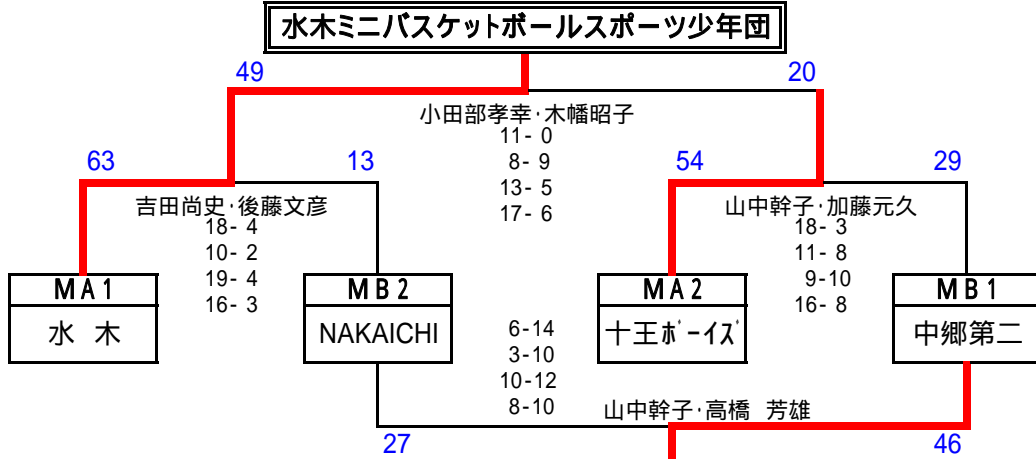 水木ミニバスケットボールスポーツ少年団
49
20
小田部孝幸・木幡昭子
11- 0
8- 9
13- 5
17- 6
63
13
吉田尚史・後藤文彦
18- 4
10- 2
19- 4
16- 3
54
29
山中幹子・加藤元久
18- 3
11- 8
9-10
16- 8
MA1
水 木
MB2
NAKAICHI
MA2
十王ボーイズ
MB1
中郷第二
6-14
3-10
10-12
8-10
山中幹子・高橋 芳雄
27
46